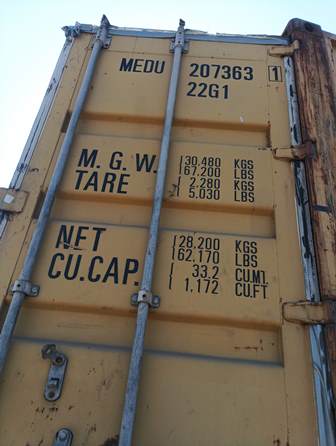 MEDU 207363 1
22G1
M.G.W. 30.480 KGS
67.200 LBS
TARE 2.280 KGS
5.030 LBS
NET 28.200 KGS
62.170 LBS
CU.CAP. 33.2 CU.M1.
1.172 CU.FT